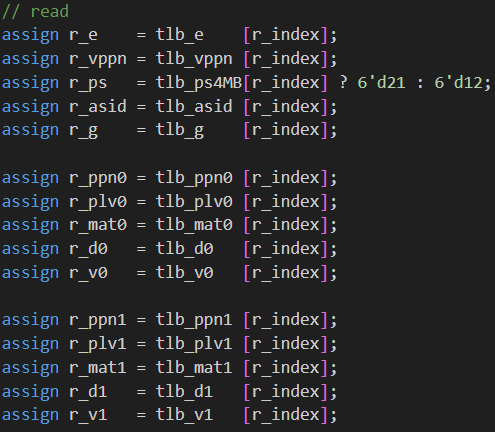 // read
assign r_e    = tlb_e    [r_index];
assign r_vppn = tlb_vppn [r_index];
assign r_ps   = tlb_ps4MB[r_index] ? 6'd21 : 6'd12;
assign r_asid = tlb_asid [r_index];
assign r_g    = tlb_g    [r_index];

assign r_ppn0 = tlb_ppn0 [r_index];
assign r_plv0 = tlb_plv0 [r_index];
assign r_mat0 = tlb_mat0 [r_index];
assign r_d0   = tlb_d0   [r_index];
assign r_v0   = tlb_v0   [r_index];

assign r_ppn1 = tlb_ppn1 [r_index];
assign r_plv1 = tlb_plv1 [r_index];
assign r_mat1 = tlb_mat1 [r_index];
assign r_d1   = tlb_d1   [r_index];
assign r_v1   = tlb_v1   [r_index];